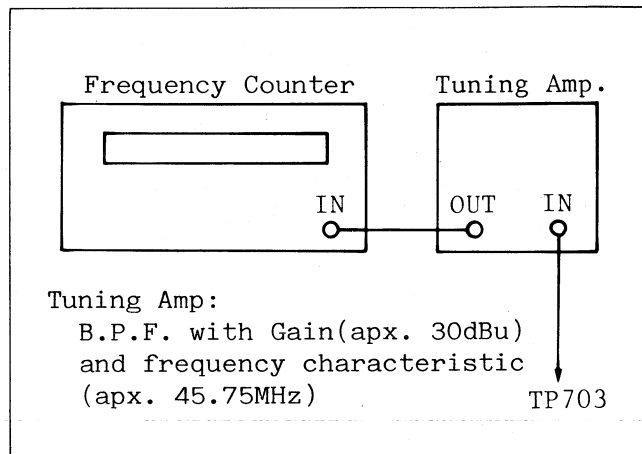 Frequency Counter
Tuning Amp.
IN
OUT
IN
Tuning Amp:
B.P.F. with Gain(apx. 30dBu)
and frequency characteristic
(apx. 45.75MHz)
TP703